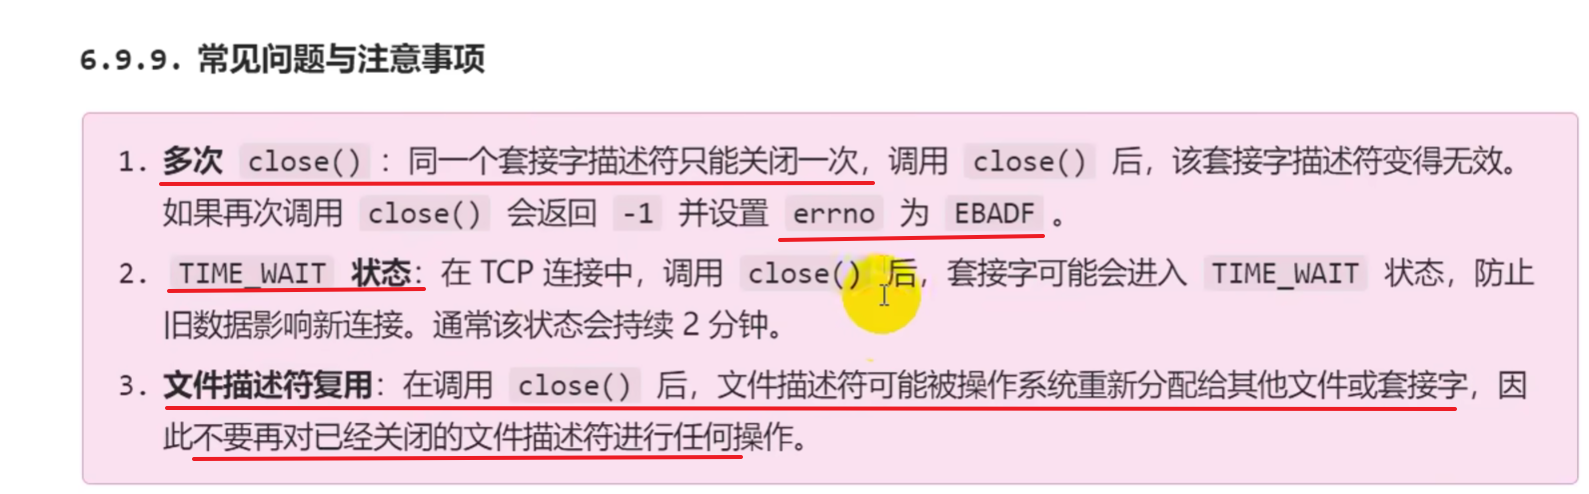 6.9.9. 常见问题与注意事项
1. 多次 close() ：同一个套接字描述符只能关闭一次，调用 close() 后，该套接字描述符变得无效。
如果再次调用 close() 会返回 -1 并设置 errno 为 EBADF 。
2. TIME_WAIT 状态：在 TCP 连接中，调用 close() 后，套接字可能会进入 TIME_WAIT 状态，防止
旧数据影响新连接。通常该状态会持续 2 分钟。
3. 文件描述符复用：在调用 close() 后，文件描述符可能被操作系统重新分配给其他文件或套接字，因
此不要再对已经关闭的文件描述符进行任何操作。